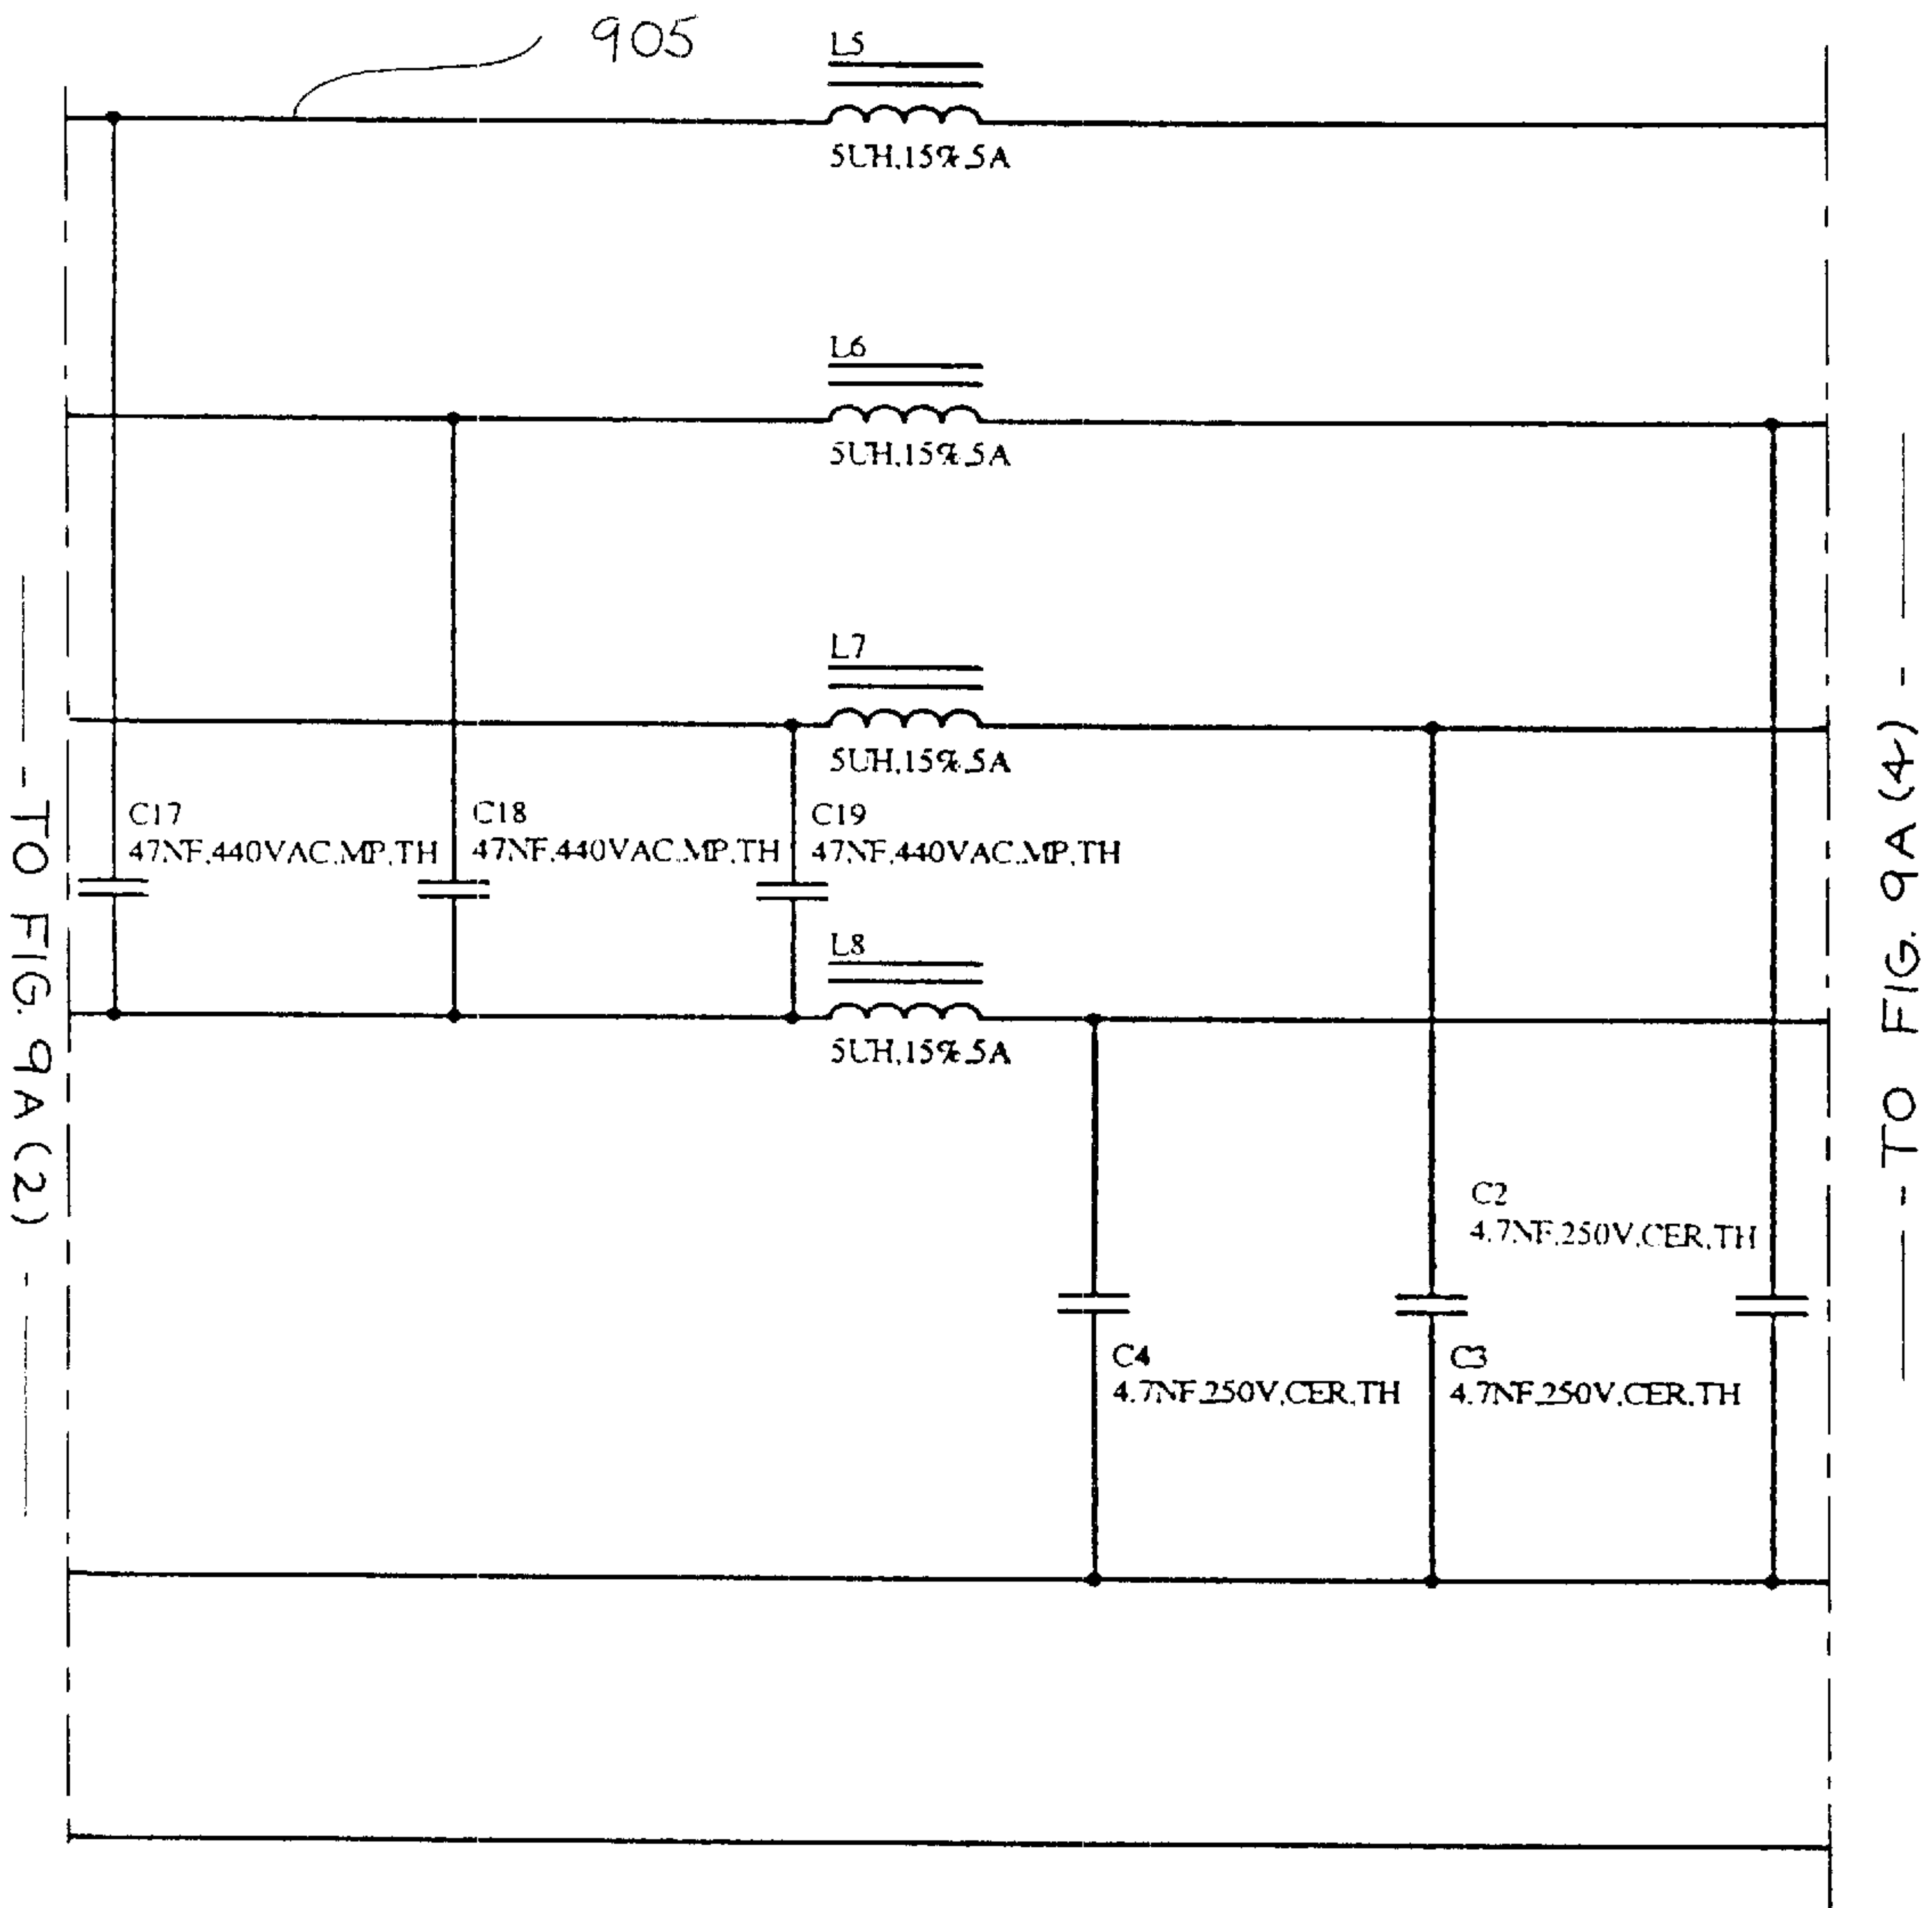 905
L5
5UH,15%,5A
L6
5UH,15%,5A
L7
5UH,15%,5A
C17
47NF,440VAC,MP,TH
C18
47NF,440VAC,MP,TH
C19
47NF,440VAC,MP,TH
L8
5UH,15%,5A
C2
4.7NF,250V,CER,TH
C4
4.7NF,250V,CER,TH
C3
4.7NF,250V,CER,TH
TO FIG. 9A (2)
TO FIG. 9A (4)